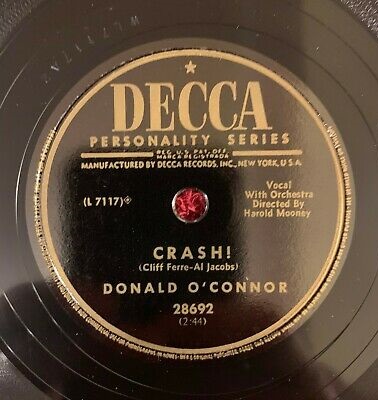 DECCA
PERSONALITY SERIES
REG. U.S. PAT. OFF.
MARCA REGISTRADA
MANUFACTURED BY DECCA RECORDS, INC., NEW YORK, U.S.A.
(L 7117)
Vocal
With Orchestra
Directed By
Harold Mooney
CRASH!
(Cliff Ferre-Al Jacobs)
DONALD O'CONNOR
28692
(2:44)